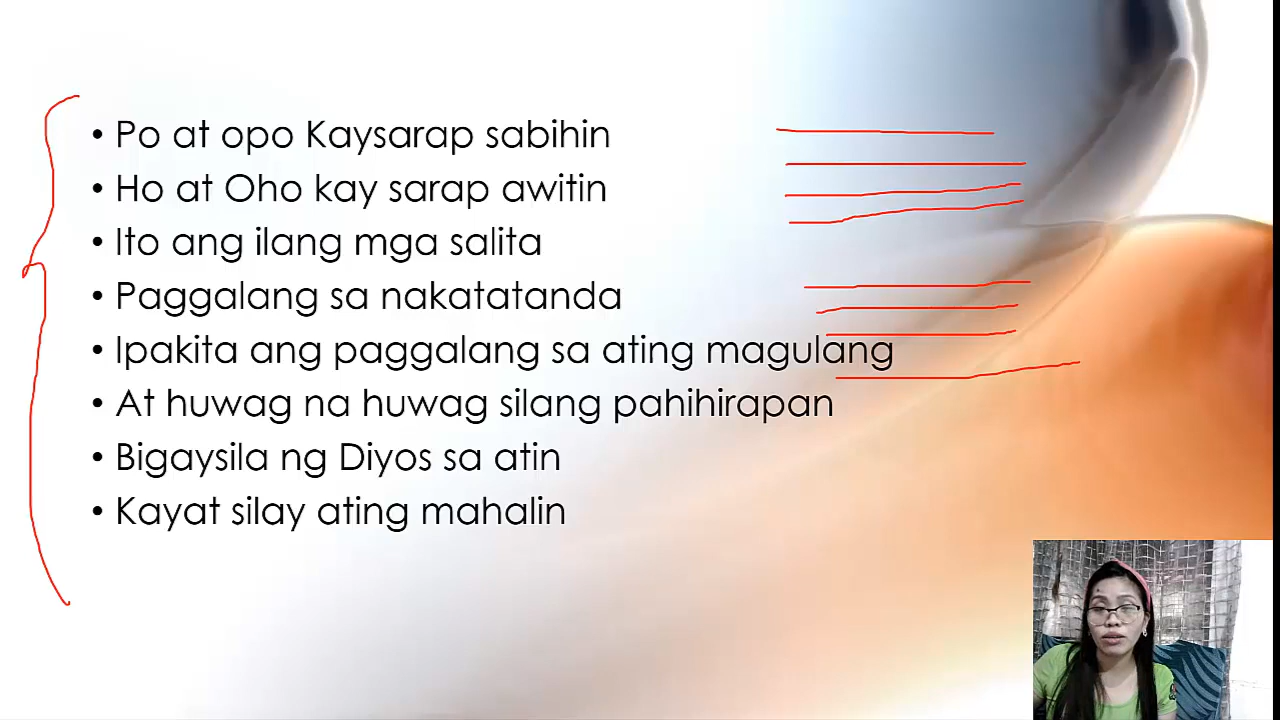 • Po at opo Kaysarap sabihin
• Ho at Oho kay sarap awitin
• Ito ang ilang mga salita
• Paggalang sa nakatatanda
• Ipakita ang paggalang sa ating magulang
• At huwag na huwag silang pahihirapan
• Bigaysila ng Diyos sa atin
• Kayat silay ating mahalin